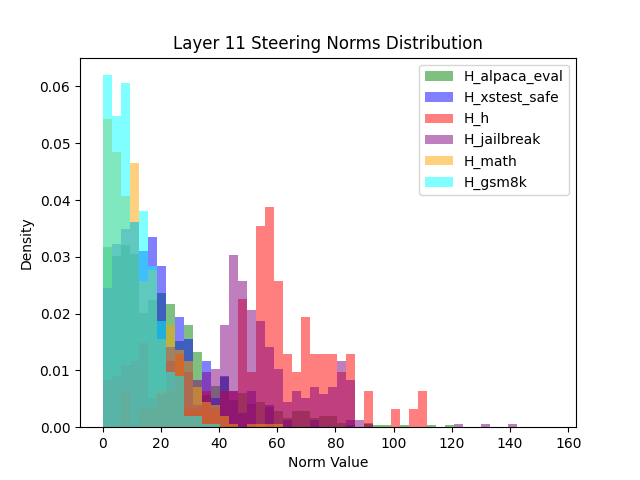 Layer 11 Steering Norms Distribution
Density
0.06
0.05
0.04
0.03
0.02
0.01
0.00
H_alpaca_eval
H_xstest_safe
H_h
H_jailbreak
H_math
H_gsm8k
0 20 40 60 80 100 120 140 160
Norm Value